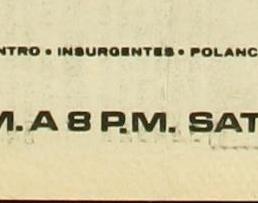 NTRO • INSURGENTES • POLANC
M. A 8 P.M. SAT